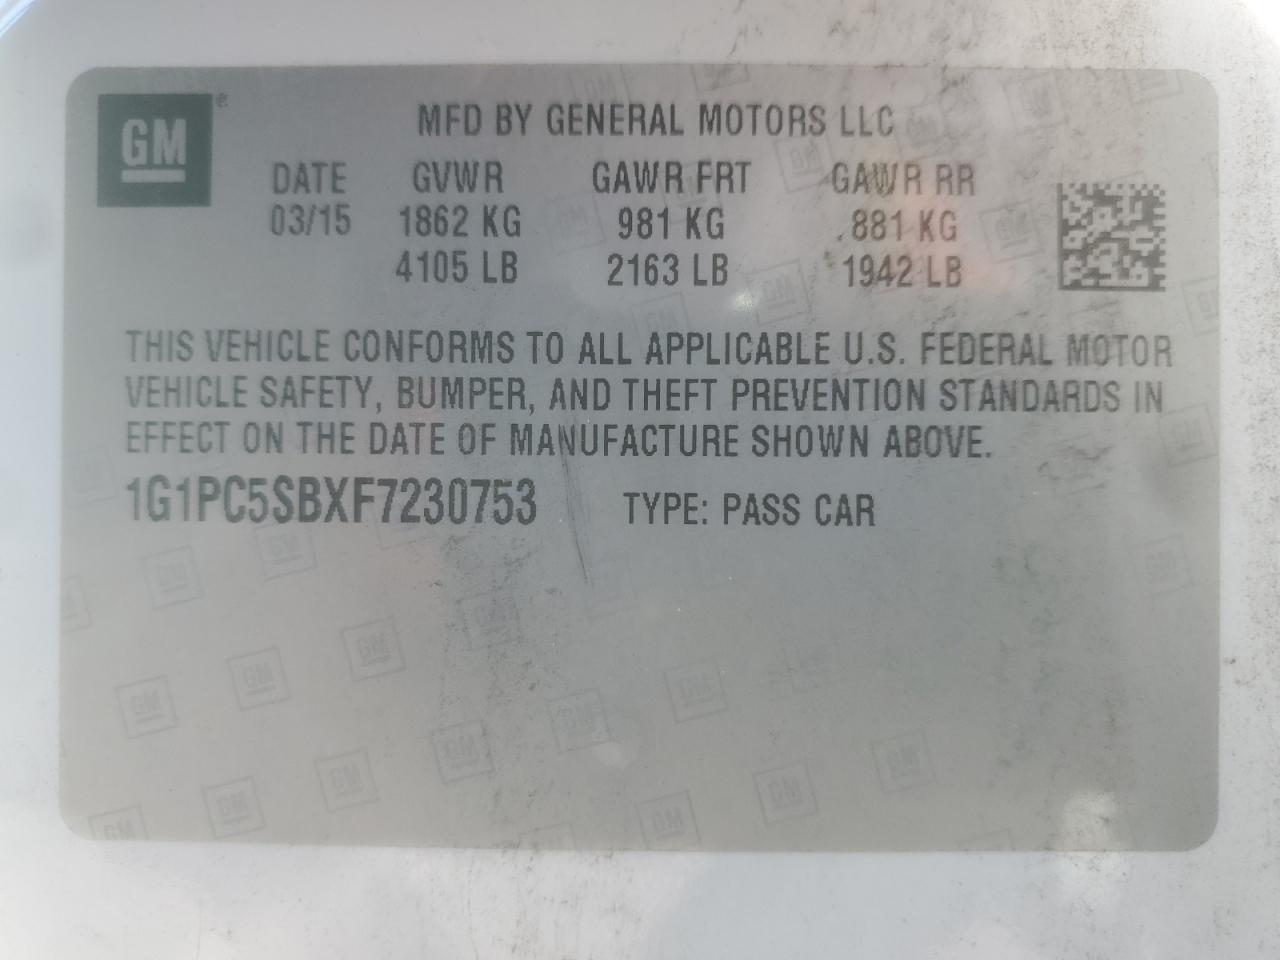 GM®
MFD BY GENERAL MOTORS LLC
DATE GVWR GAWR FRT GAWR RR
03/15 1862 KG 981 KG 881 KG
4105 LB 2163 LB 1942 LB
THIS VEHICLE CONFORMS TO ALL APPLICABLE U.S. FEDERAL MOTOR
VEHICLE SAFETY, BUMPER, AND THEFT PREVENTION STANDARDS IN
EFFECT ON THE DATE OF MANUFACTURE SHOWN ABOVE.
1G1PC5SBXF7230753 TYPE: PASS CAR